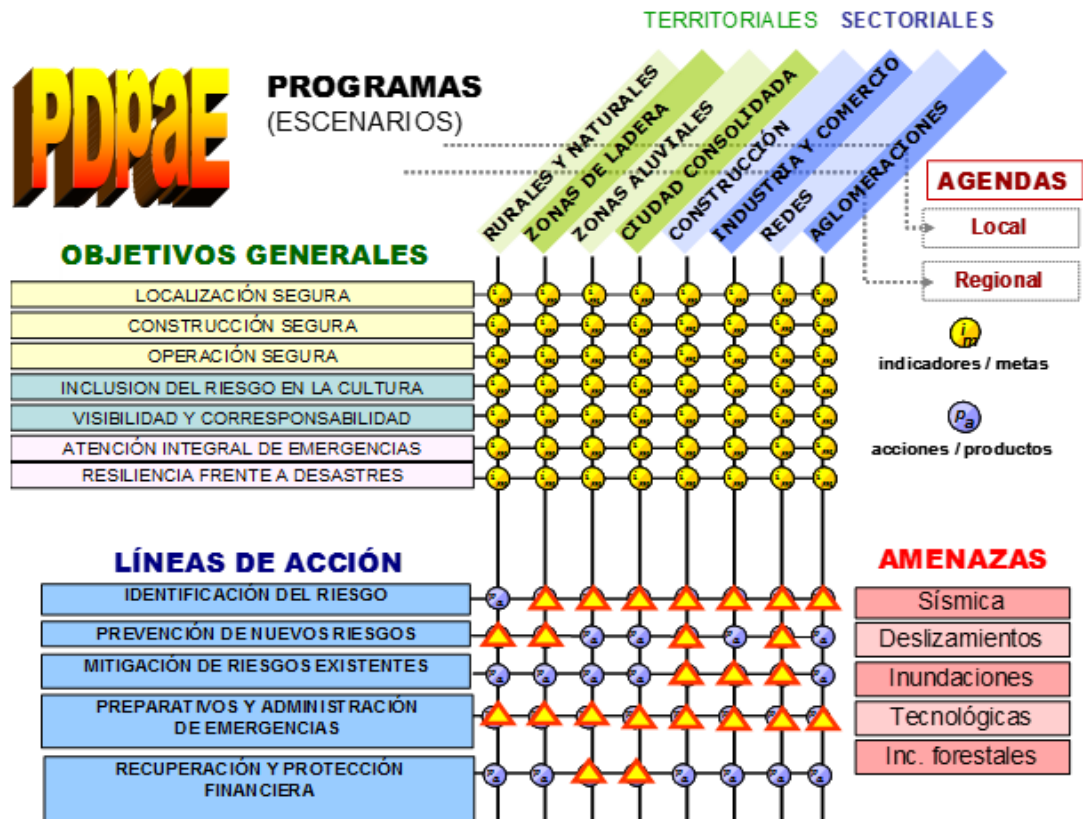 TERRITORIALES SECTORIALES
PDPaE
PROGRAMAS
(ESCENARIOS)
RURALES Y NATURALES
ZONAS DE LADERA
ZONAS ALUVIALES
CIUDAD CONSOLIDADA
CONSTRUCCIÓN
INDUSTRIA Y COMERCIO
REDES
AGLOMERACIONES
AGENDAS
Local
Regional
i m
indicadores / metas
P a
acciones / productos
OBJETIVOS GENERALES
LOCALIZACIÓN SEGURA
CONSTRUCCIÓN SEGURA
OPERACIÓN SEGURA
INCLUSION DEL RIESGO EN LA CULTURA
VISIBILIDAD Y CORRESPONSABILIDAD
ATENCIÓN INTEGRAL DE EMERGENCIAS
RESILIENCIA FRENTE A DESASTRES
LÍNEAS DE ACCIÓN
IDENTIFICACIÓN DEL RIESGO
PREVENCIÓN DE NUEVOS RIESGOS
MITIGACIÓN DE RIESGOS EXISTENTES
PREPARATIVOS Y ADMINISTRACIÓN
DE EMERGENCIAS
RECUPERACIÓN Y PROTECCIÓN
FINANCIERA
AMENAZAS
Sísmica
Deslizamientos
Inundaciones
Tecnológicas
Inc. forestales